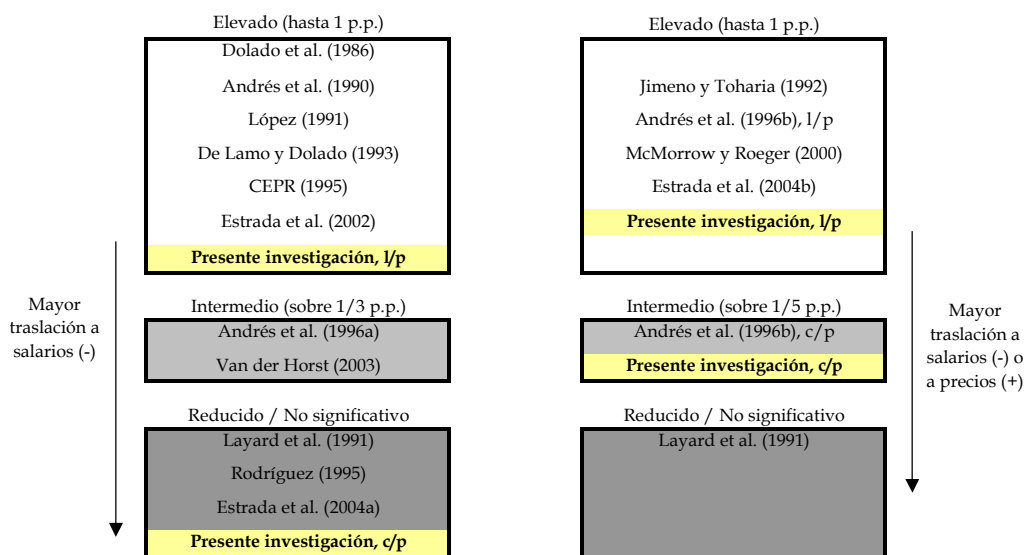 Elevado (hasta 1 p.p.)
Dolado et al. (1986)
Andrés et al. (1990)
López (1991)
De Lamo y Dolado (1993)
CEPR (1995)
Estrada et al. (2002)
Presente investigación, l/p
Mayor
traslación a
salarios (-)
Intermedio (sobre 1/3 p.p.)
Andrés et al. (1996a)
Van der Horst (2003)
Reducido / No significativo
Layard et al. (1991)
Rodríguez (1995)
Estrada et al. (2004a)
Presente investigación, c/p
Elevado (hasta 1 p.p.)
Jimeno y Toharia (1992)
Andrés et al. (1996b), l/p
McMorrow y Roeger (2000)
Estrada et al. (2004b)
Presente investigación, l/p
Intermedio (sobre 1/5 p.p.)
Andrés et al. (1996b), c/p
Presente investigación, c/p
Mayor
traslación a
salarios (-) o
a precios (+)
Reducido / No significativo
Layard et al. (1991)